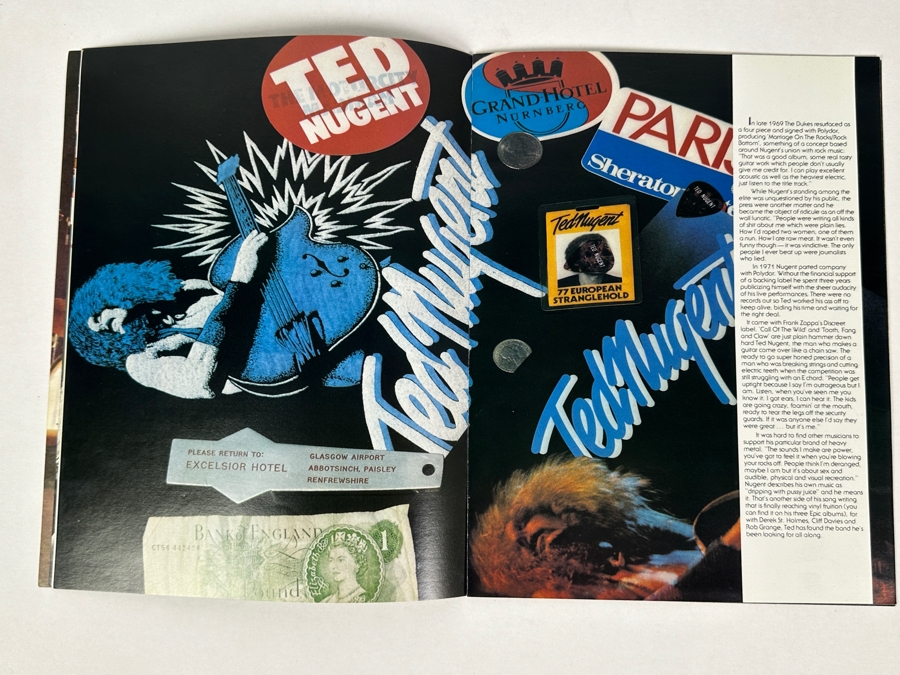 TED
THE MOTORCITY
NUGENT
Ted Nugent
PLEASE RETURN TO:
EXCELSIOR HOTEL
GLASGOW AIRPORT
ABBOTSINCH, PAISLEY
RENFREWSHIRE
BANK OF ENGLAND
1
GRAND HOTEL
NÜRNBERG
PARIS
Sheraton
Ted Nugent
77 EUROPEAN
STRANGLEHOLD
Ted Nugent
In late 1969 The Dukes resurfaced as
a four piece and signed with Polydor,
producing 'Marriage On The Rocks/Rock
Bottom', something of a concept based
around Nugent's union with rock music:
"That was a good album, some real tasty
guitar work which people don't usually
give me credit for. I can play excellent
acoustic as well as the heaviest electric,
just listen to the title track."
While Nugent's standing among the
elite was unquestioned by his public, the
press were another matter and he
became the object of ridicule as an off the
wall lunatic. "People were writing all kinds
of shit about me which were plain lies.
How I'd raped two women, one of them
a nun. How I ate raw meat. It wasn't even
funny though — it was vindictive. The only
people I ever beat up were journalists
who lied.
In 1971 Nugent parted company
with Polydor. Without the financial support
of a backing label he spent three years
publicizing himself with the sheer audacity
of his live performances. There were no
records out so Ted worked his ass off to
keep alive, biding his time and waiting for
the right deal.
It came with Frank Zappa's Discreet
label. 'Call Of The Wild' and 'Tooth, Fang
and Claw' are just plain hammer down
hard Ted Nugent, the man who makes a
guitar come over like a chain saw. The
ready to go super honed precision of a
man who was breaking strings and cutting
electric teeth when the competition was
still struggling with an E chord. "People get
uptight because I say I'm outrageous but I
am. Listen, when you've seen me you
know it. I got ears, I can hear it. The kids
are going crazy, foamin' at the mouth,
ready to tear the legs off the security
guards. If it was anyone else I'd say they
were great .... but it's me."
It was hard to find other musicians to
support his particular brand of heavy
metal. "The sounds I make are power,
you've got to feel it when you're blowing
your rocks off. People think I'm deranged,
maybe I am but it's about sex and
audible, physical and visual recreation."
Nugent describes his own music as
"dripping with pussy juice" and he means
it. That's another side of his song writing
that is finally reaching vinyl fruition (you
can find it on his three Epic albums), for
with Derek St. Holmes, Cliff Davies and
Rob Grange, Ted has found the band he's
been looking for all along.